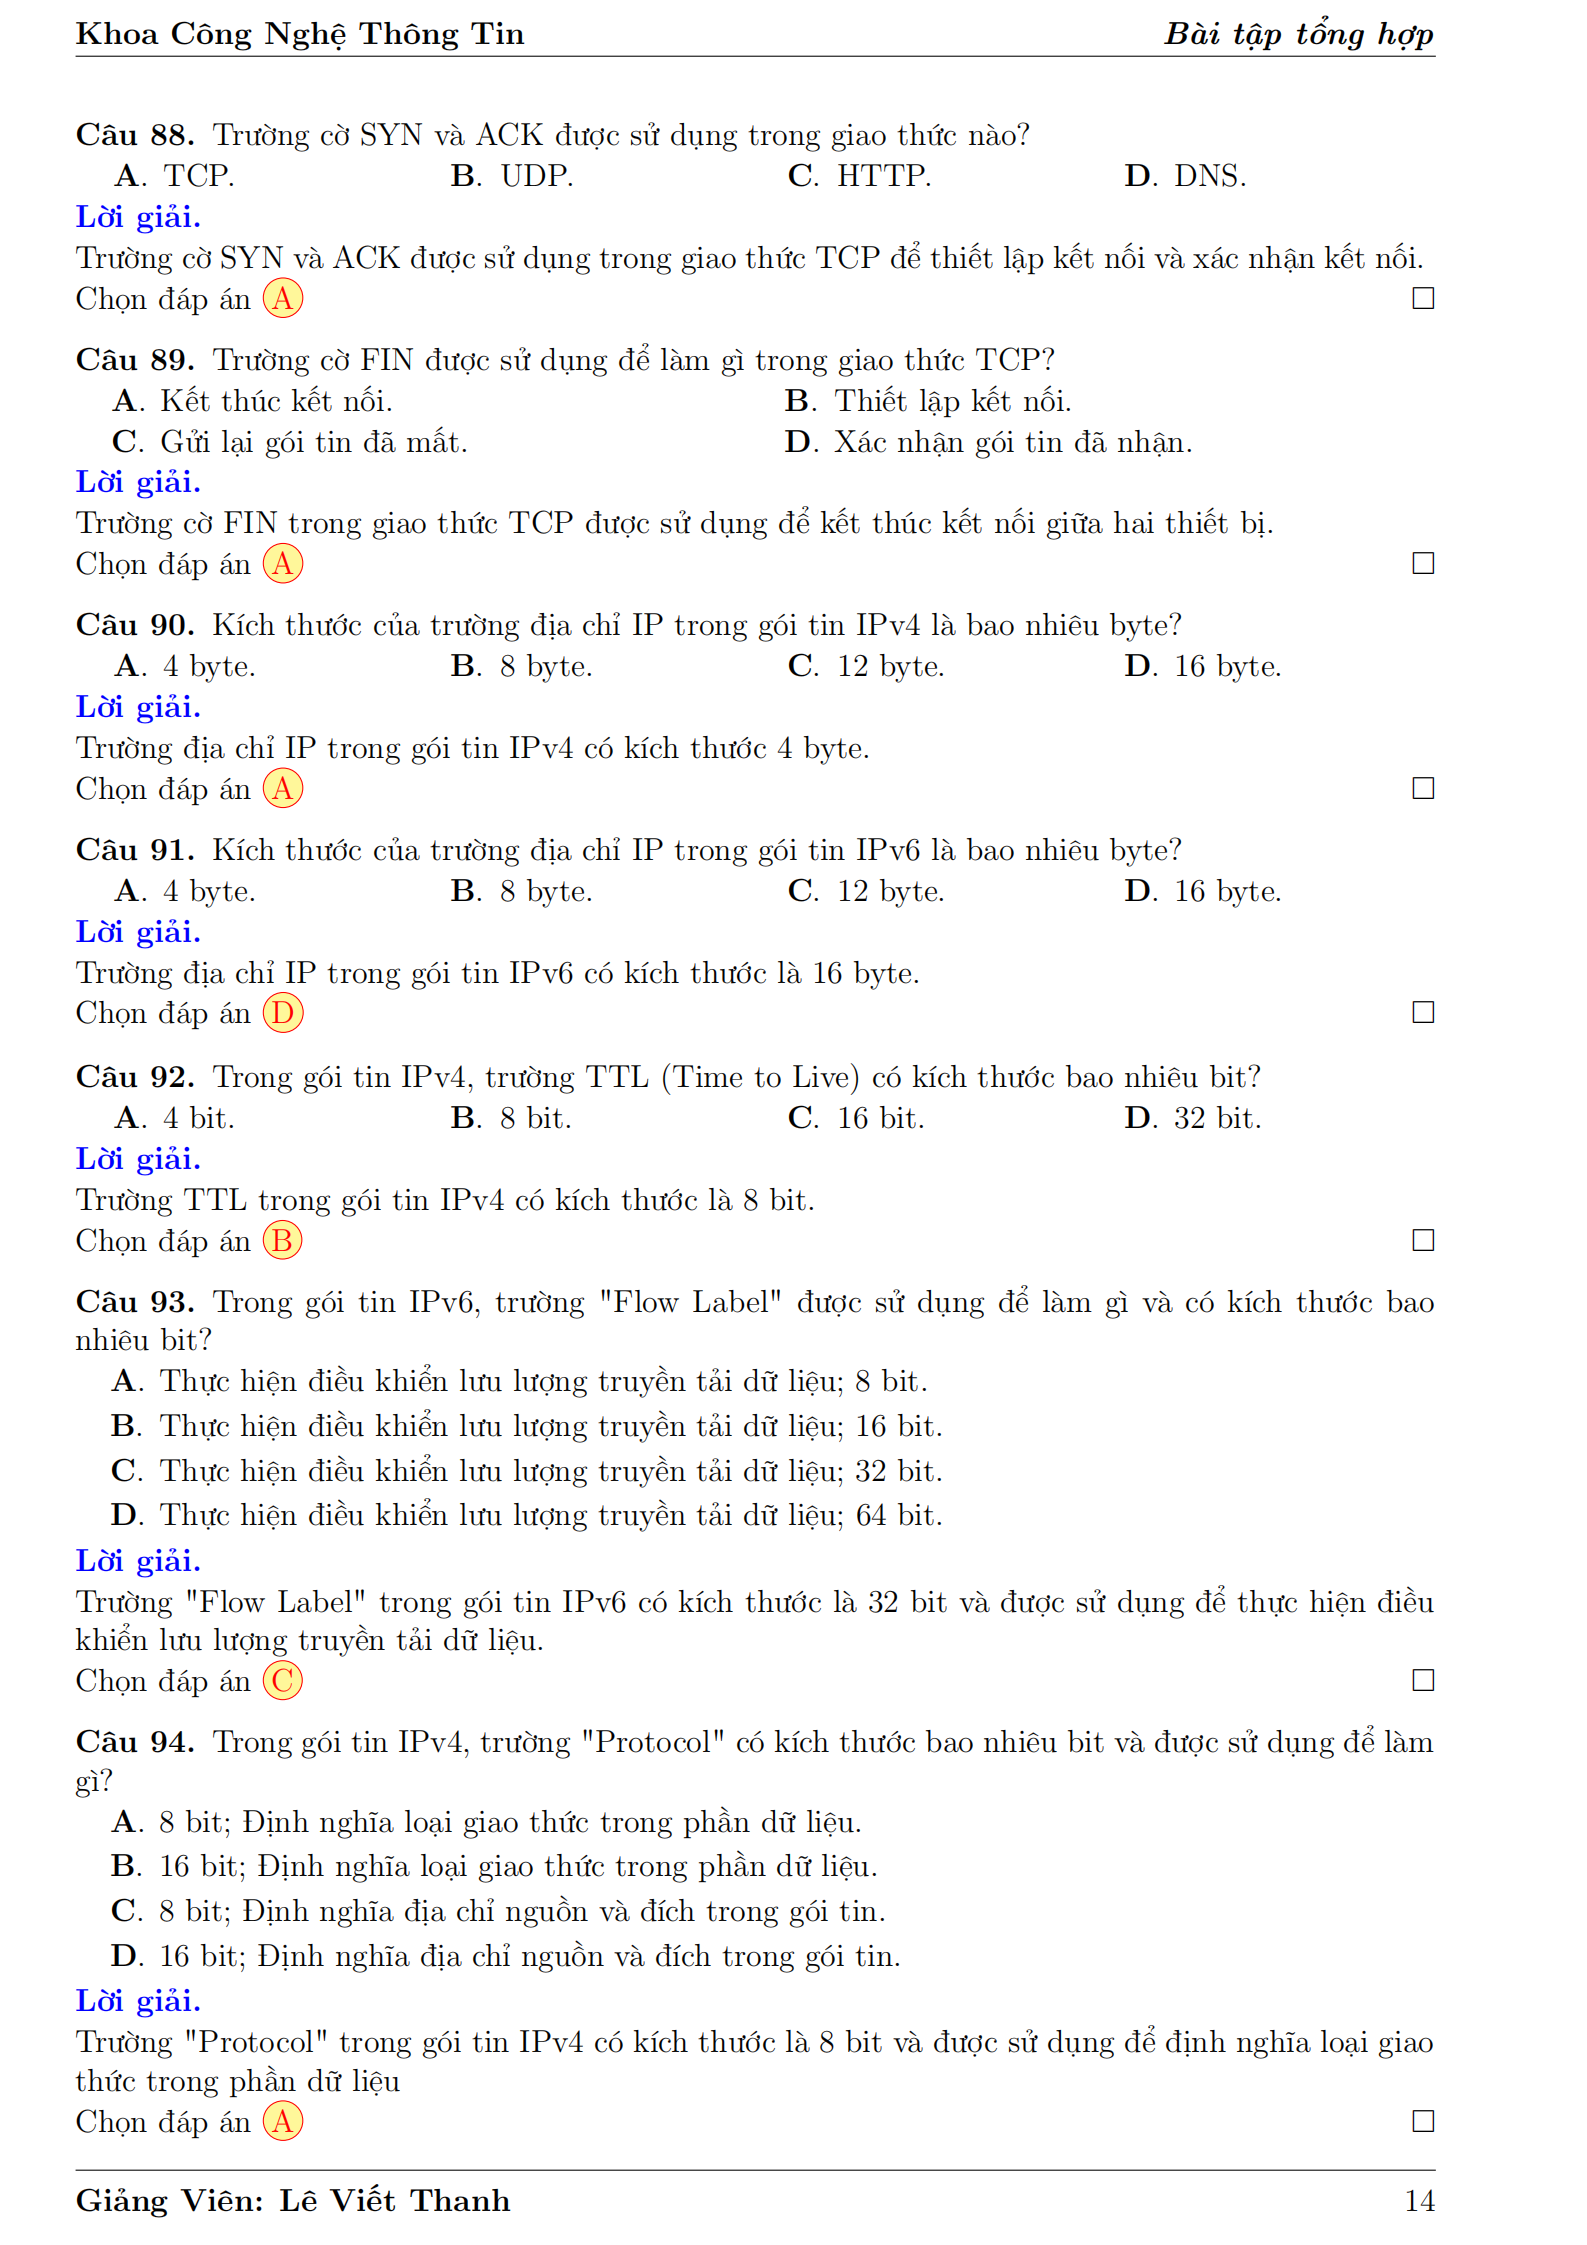 Khoa Công Nghệ Thông Tin Bài tập tổng hợp
Câu 88. Trường cờ SYN và ACK được sử dụng trong giao thức nào?
A. TCP. B. UDP. C. HTTP. D. DNS.
Lời giải.
Trường cờ SYN và ACK được sử dụng trong giao thức TCP để thiết lập kết nối và xác nhận kết nối.
Chọn đáp án A □
Câu 89. Trường cờ FIN được sử dụng để làm gì trong giao thức TCP?
A. Kết thúc kết nối. B. Thiết lập kết nối.
C. Gửi lại gói tin đã mất. D. Xác nhận gói tin đã nhận.
Lời giải.
Trường cờ FIN trong giao thức TCP được sử dụng để kết thúc kết nối giữa hai thiết bị.
Chọn đáp án A □
Câu 90. Kích thước của trường địa chỉ IP trong gói tin IPv4 là bao nhiêu byte?
A. 4 byte. B. 8 byte. C. 12 byte. D. 16 byte.
Lời giải.
Trường địa chỉ IP trong gói tin IPv4 có kích thước 4 byte.
Chọn đáp án A □
Câu 91. Kích thước của trường địa chỉ IP trong gói tin IPv6 là bao nhiêu byte?
A. 4 byte. B. 8 byte. C. 12 byte. D. 16 byte.
Lời giải.
Trường địa chỉ IP trong gói tin IPv6 có kích thước là 16 byte.
Chọn đáp án D □
Câu 92. Trong gói tin IPv4, trường TTL (Time to Live) có kích thước bao nhiêu bit?
A. 4 bit. B. 8 bit. C. 16 bit. D. 32 bit.
Lời giải.
Trường TTL trong gói tin IPv4 có kích thước là 8 bit.
Chọn đáp án B □
Câu 93. Trong gói tin IPv6, trường "Flow Label" được sử dụng để làm gì và có kích thước bao
nhiêu bit?
A. Thực hiện điều khiển lưu lượng truyền tải dữ liệu; 8 bit.
B. Thực hiện điều khiển lưu lượng truyền tải dữ liệu; 16 bit.
C. Thực hiện điều khiển lưu lượng truyền tải dữ liệu; 32 bit.
D. Thực hiện điều khiển lưu lượng truyền tải dữ liệu; 64 bit.
Lời giải.
Trường "Flow Label" trong gói tin IPv6 có kích thước là 32 bit và được sử dụng để thực hiện điều
khiển lưu lượng truyền tải dữ liệu.
Chọn đáp án C □
Câu 94. Trong gói tin IPv4, trường "Protocol" có kích thước bao nhiêu bit và được sử dụng để làm
gì?
A. 8 bit; Định nghĩa loại giao thức trong phần dữ liệu.
B. 16 bit; Định nghĩa loại giao thức trong phần dữ liệu.
C. 8 bit; Định nghĩa địa chỉ nguồn và đích trong gói tin.
D. 16 bit; Định nghĩa địa chỉ nguồn và đích trong gói tin.
Lời giải.
Trường "Protocol" trong gói tin IPv4 có kích thước là 8 bit và được sử dụng để định nghĩa loại giao
thức trong phần dữ liệu
Chọn đáp án A □
Giảng Viên: Lê Viết Thanh 14